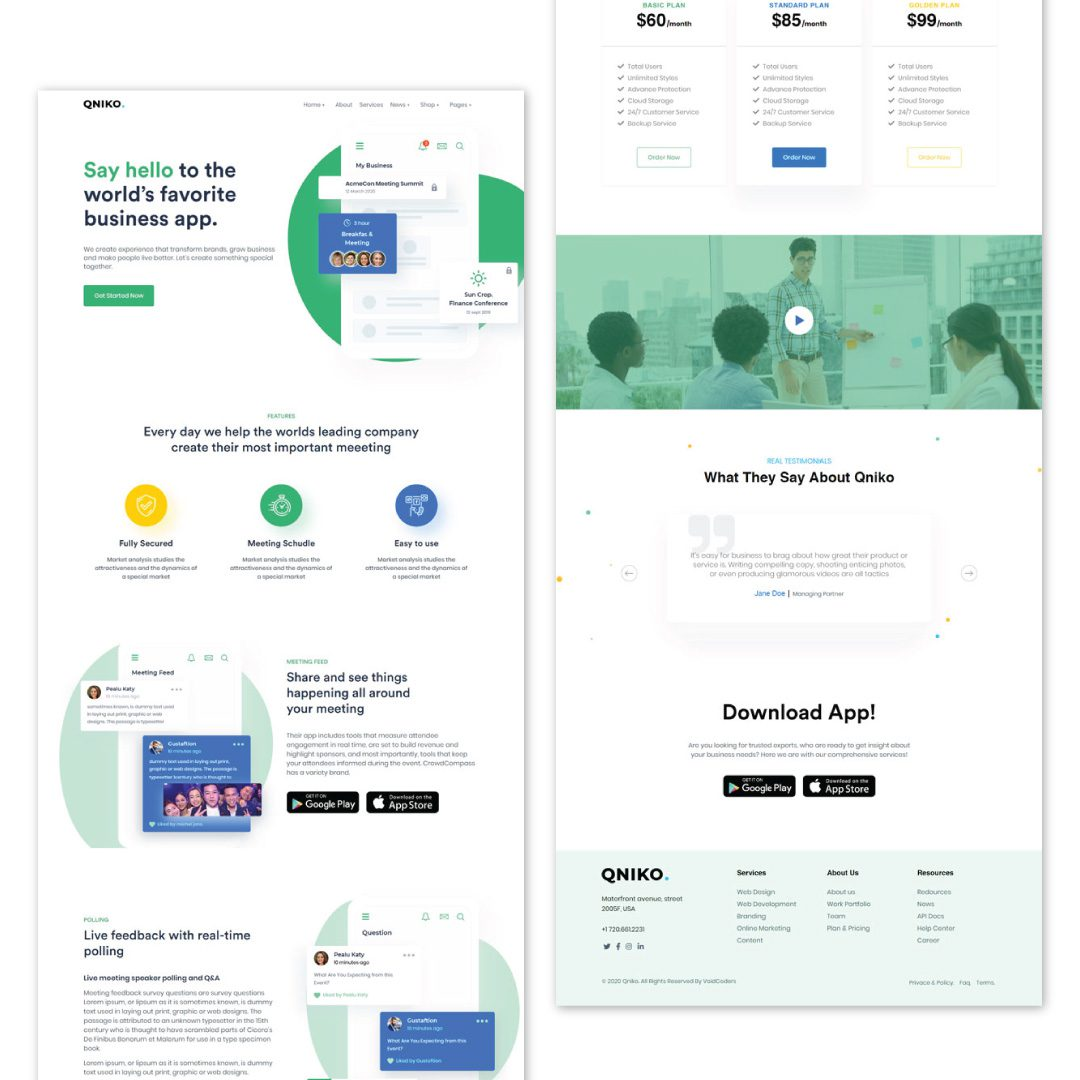 QNIKO.
Home +
About
Services
News +
Shop +
Pages +
Say hello to the
world's favorite
business app.
We create experience that transform brands, grow business
and make people live better. Let's create something special
together.
Get Started Now
My Business
AcmeCon Meeting Summit
12 March 2020
3 hour
Breakfas &
Meeting
Sun Crop.
Finance Conference
12 sept 2019
FEATURES
Every day we help the worlds leading company
create their most important meeeting
Fully Secured
Market analysis studies the
attractiveness and the dynamics of
a special market
Meeting Schudle
Market analysis studies the
attractiveness and the dynamics of
a special market
Easy to use
Market analysis studies the
attractiveness and the dynamics of
a special market
Meeting Feed
Pealu Katy
10 minutes ago
sometimes known, is dummy text used
in laying out print, graphic or web
designs. The passage is typesetter
Gustaftion
10 minutes ago
dummy text used in laying out print,
graphic or web designs. The passage is
typesetter 1century who is thought to
Liked by michel jone
MEETING FEED
Share and see things
happening all around
your meeting
Their app includes tools that measure attendee
engagement in real time, are set to build revenue and
highlight sponsors, and most importantly, tools that keep
your attendees informed during the event. CrowdCompass
has a variety brand.
GET IT ON
Google Play
Download on the
App Store
POLLING
Live feedback with real-time
polling
Live meeting speaker polling and Q&A
Meeting feedback survey questions are survey questions
Lorem ipsum, or lipsum as it is sometimes known, is dummy
text used in laying out print, graphic or web designs. The
passage is attributed to an unknown typesetter in the 15th
century who is thought to have scrambled parts of Cicero's
De Finibus Bonorum et Malorum for use in a type specimen
book.
Lorem ipsum, or lipsum as it is sometimes known, is dummy
text used in laying out print, graphic or web designs.
Question
Pealu Katy
10 minutes ago
What Are You Expecting from this
Event?
Liked by Pealu Katy
Gustaftion
10 minutes ago
What Are You Expecting from this
Event?
Liked by Gustaftion
BASIC PLAN
$60/month
Total Users
Unlimited Styles
Advance Protection
Cloud Storage
24/7 Customer Service
Backup Service
Order Now
STANDARD PLAN
$85/month
Total Users
Unlimited Styles
Advance Protection
Cloud Storage
24/7 Customer Service
Backup Service
Order Now
GOLDEN PLAN
$99/month
Total Users
Unlimited Styles
Advance Protection
Cloud Storage
24/7 Customer Service
Backup Service
Order Now
REAL TESTIMONIALS
What They Say About Qniko
It's easy for business to brag about how great their product or
service is. Writing compelling copy, shooting enticing photos,
or even producing glamorous videos are all tactics
Jane Doe | Managing Partner
Download App!
Are you looking for trusted experts, who are ready to get insight about
your business needs? Here we are with our comprehensive services!
GET IT ON
Google Play
Download on the
App Store
QNIKO.
Matorfront avenue, street
2005F, USA
+1 720.661.2231
Services
Web Design
Web Development
Branding
Online Marketing
Content
About Us
About us
Work Portfolio
Team
Plan & Pricing
Resources
Redources
News
API Docs
Help Center
Career
© 2020 Qniko. All Rights Reserved By VoidCoders
Privace & Policy.
Faq.
Terms.